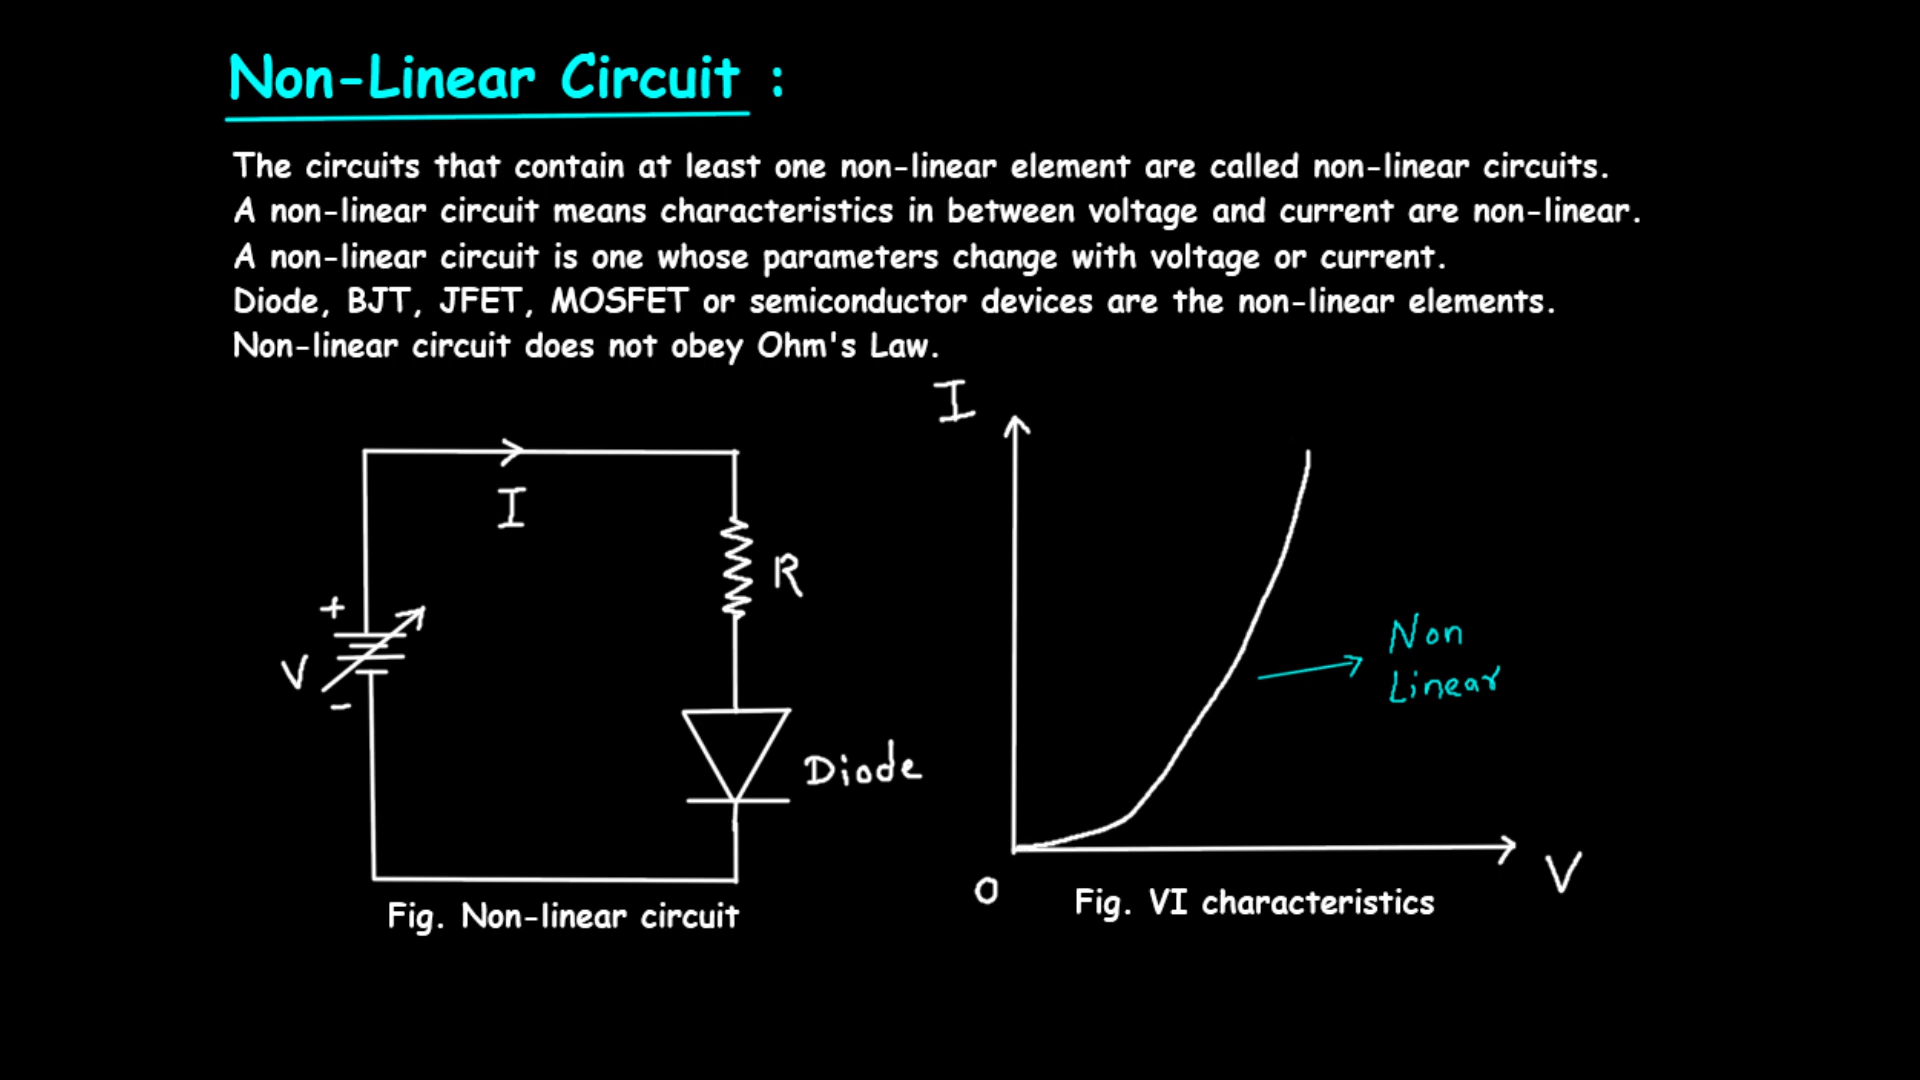 Non-Linear Circuit :
The circuits that contain at least one non-linear element are called non-linear circuits.
A non-linear circuit means characteristics in between voltage and current are non-linear.
A non-linear circuit is one whose parameters change with voltage or current.
Diode, BJT, JFET, MOSFET or semiconductor devices are the non-linear elements.
Non-linear circuit does not obey Ohm's Law.
I
R
+
V
-
Diode
Fig. Non-linear circuit
I
Non
Linear
V
0
Fig. VI characteristics